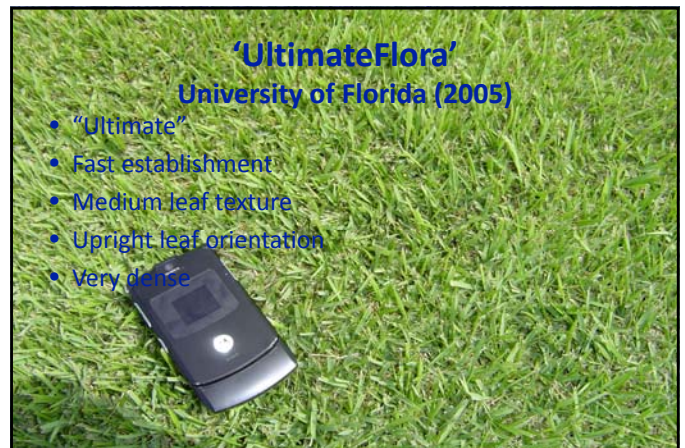 ‘UltimateFlora’
University of Florida (2005)
• “Ultimate”
• Fast establishment
• Medium leaf texture
• Upright leaf orientation
• Very dense